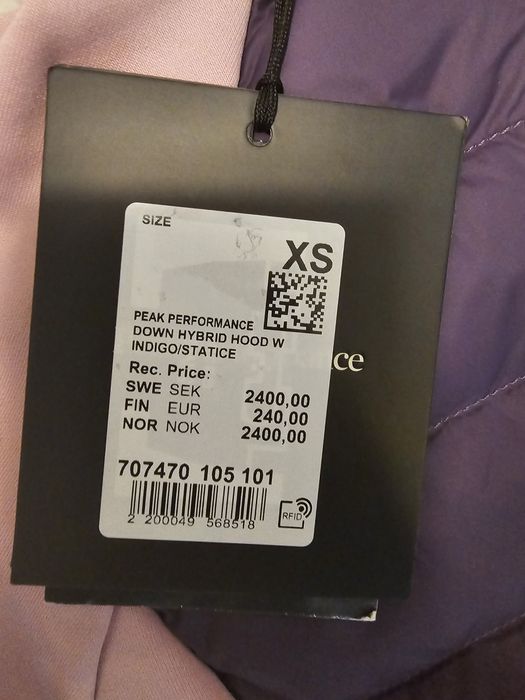 SIZE
XS
PEAK PERFORMANCE
DOWN HYBRID HOOD W
INDIGO/STATICE
ce
Rec. Price:
SWE SEK 2400,00
FIN EUR 240,00
NOR NOK 2400,00
707470 105 101
2 200049 568518
RFID